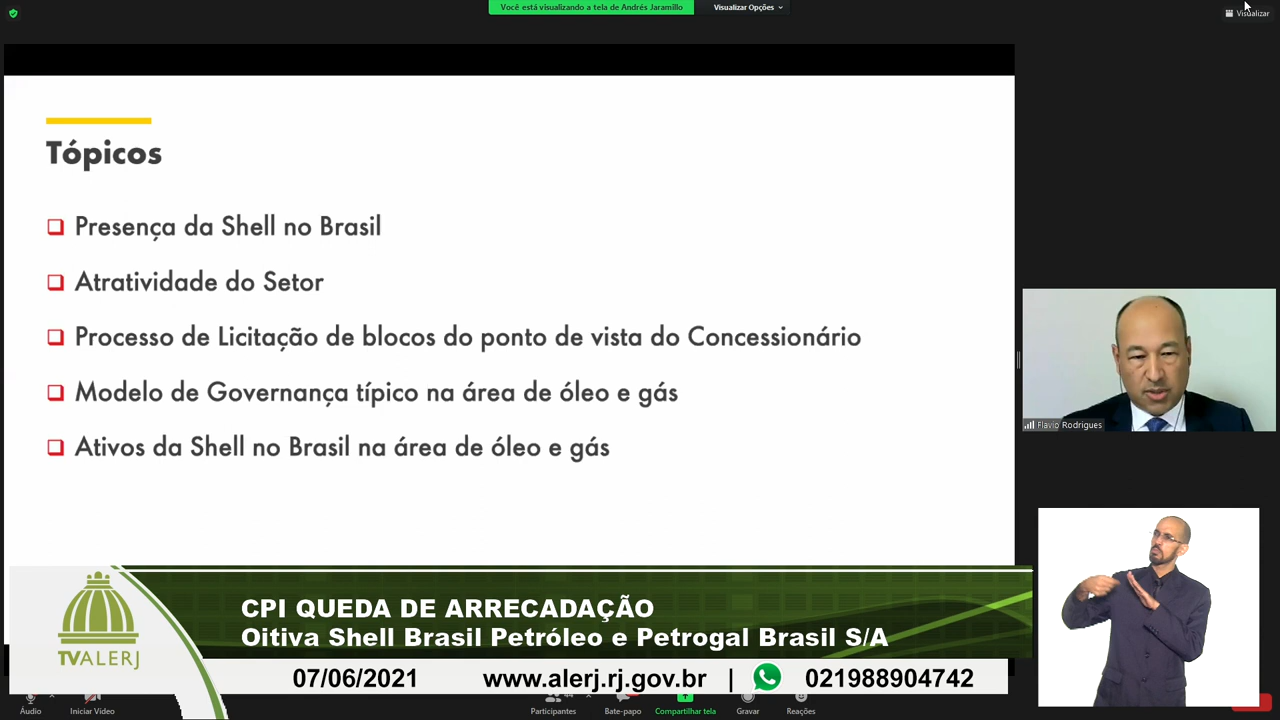 Você está visualizando a tela de Andrés Jaramillo
Visualizar Opções
Visualizar
Tópicos
Presença da Shell no Brasil
Atratividade do Setor
Processo de Licitação de blocos do ponto de vista do Concessionário
Modelo de Governança típico na área de óleo e gás
Ativos da Shell no Brasil na área de óleo e gás
Flavio Rodrigues
CPI QUEDA DE ARRECADAÇÃO
Oitiva Shell Brasil Petróleo e Petrogal Brasil S/A
TVALERJ
07/06/2021 www.alerj.rj.gov.br | 021988904742
Áudio Iniciar Vídeo Participantes Bate-papo Compartilhar tela Gravar Reações